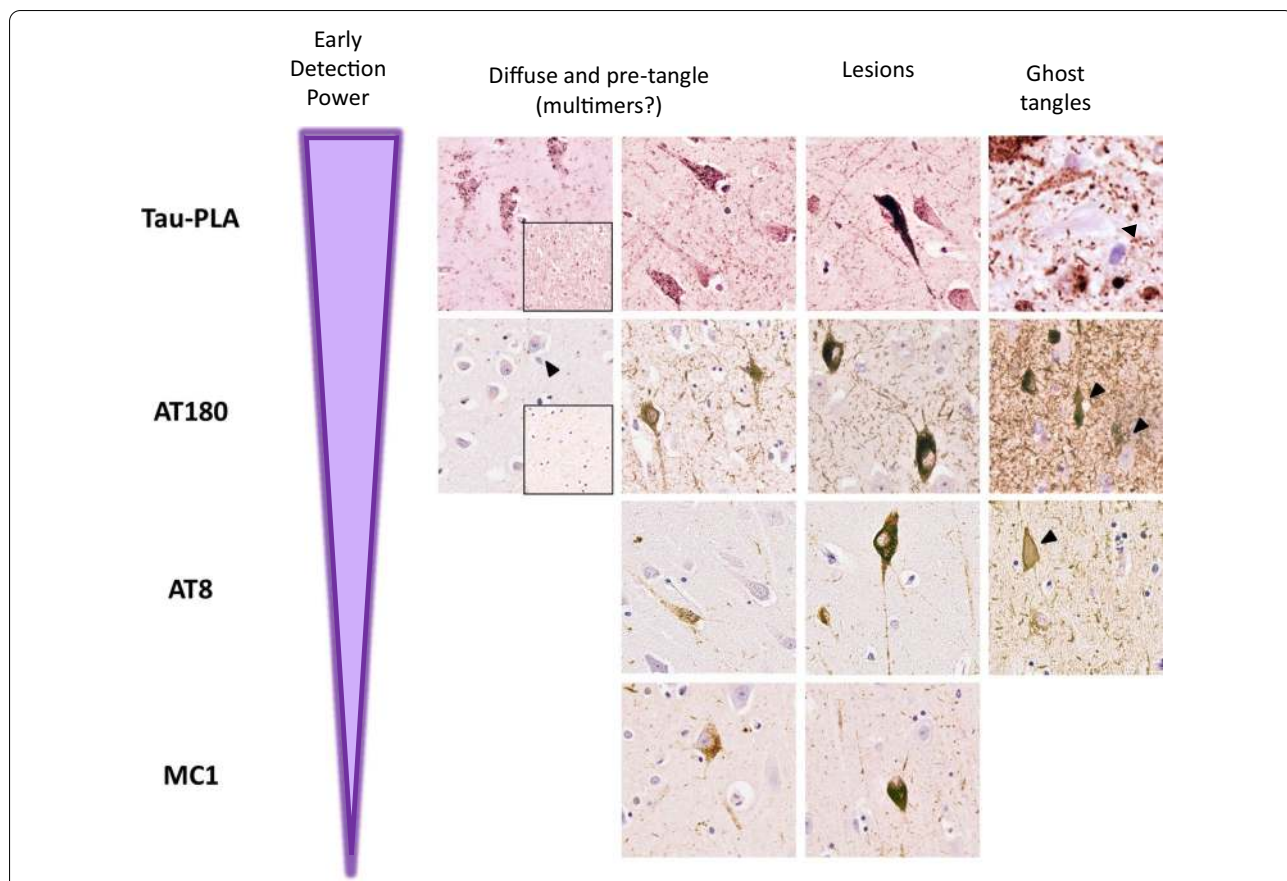 Early
Detection
Power
Diffuse and pre-tangle
(multimers?)
Lesions
Ghost
tangles
Tau-PLA
AT180
AT8
MC1